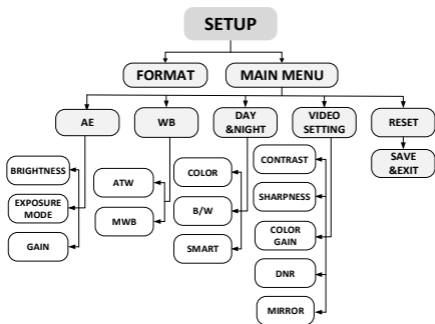 SETUP
FORMAT
MAIN MENU
AE
WB
DAY
&NIGHT
VIDEO
SETTING
RESET
BRIGHTNESS
EXPOSURE
MODE
GAIN
ATW
MWB
COLOR
B/W
SMART
CONTRAST
SHARPNESS
COLOR
GAIN
DNR
MIRROR
SAVE
&EXIT